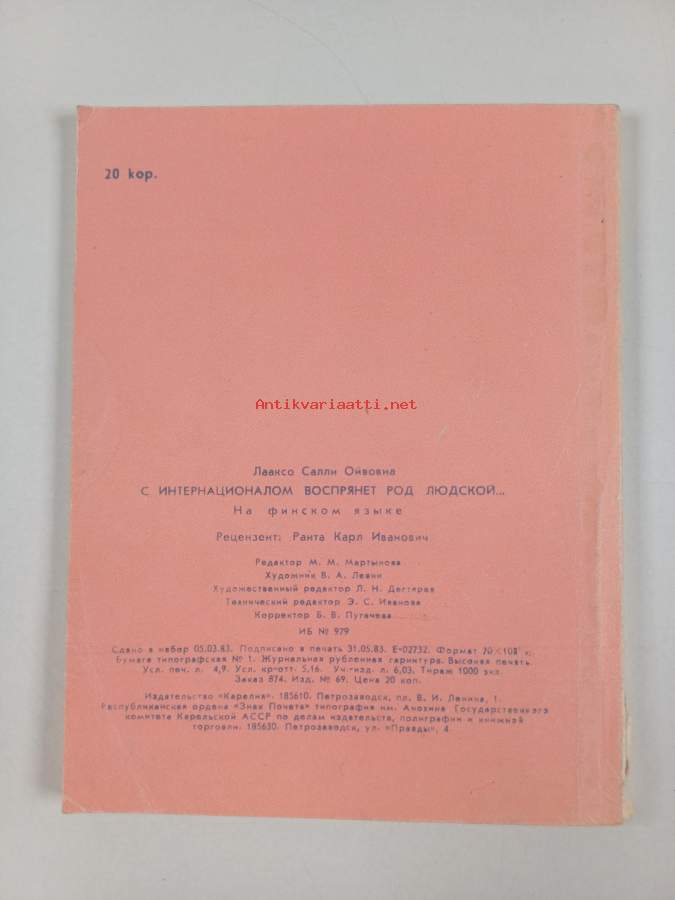 20 kop.
Antikvariaatti.net
Лааксо Салли Ойвовна
С ИНТЕРНАЦИОНАЛОМ ВОСПРЯНЕТ РОД ЛЮДСКОЙ...
На финском языке
Рецензент: Ранта Карл Иванович
Редактор М. М. Мартынова
Художник В. А. Левин
Художественный редактор Л. Н. Дегтярев
Технический редактор Э. С. Иванова
Корректор Б. В. Пугачева
ИБ № 979
Сдано в набор 05.03.83. Подписано в печать 31.05.83. Е-02732. Формат 70×108
Бумага типографская № 1. Журнальная рубленная гарнитура. Высокая печать.
Усл. печ. л. 4,9. Усл. кр-отт. 5,16. Уч.-изд. л. 6,03. Тираж 1000 экз.
Заказ 874. Изд. № 69. Цена 20 коп.
Издательство «Карелия». 185610. Петрозаводск, пл. В. И. Ленина, 1.
Республиканская ордена «Знак Почета» типография им. Анохина Государственного
комитета Карельской АССР по делам издательств, полиграфии и книжной
торговли. 185630. Петрозаводск, ул. «Правды», 4